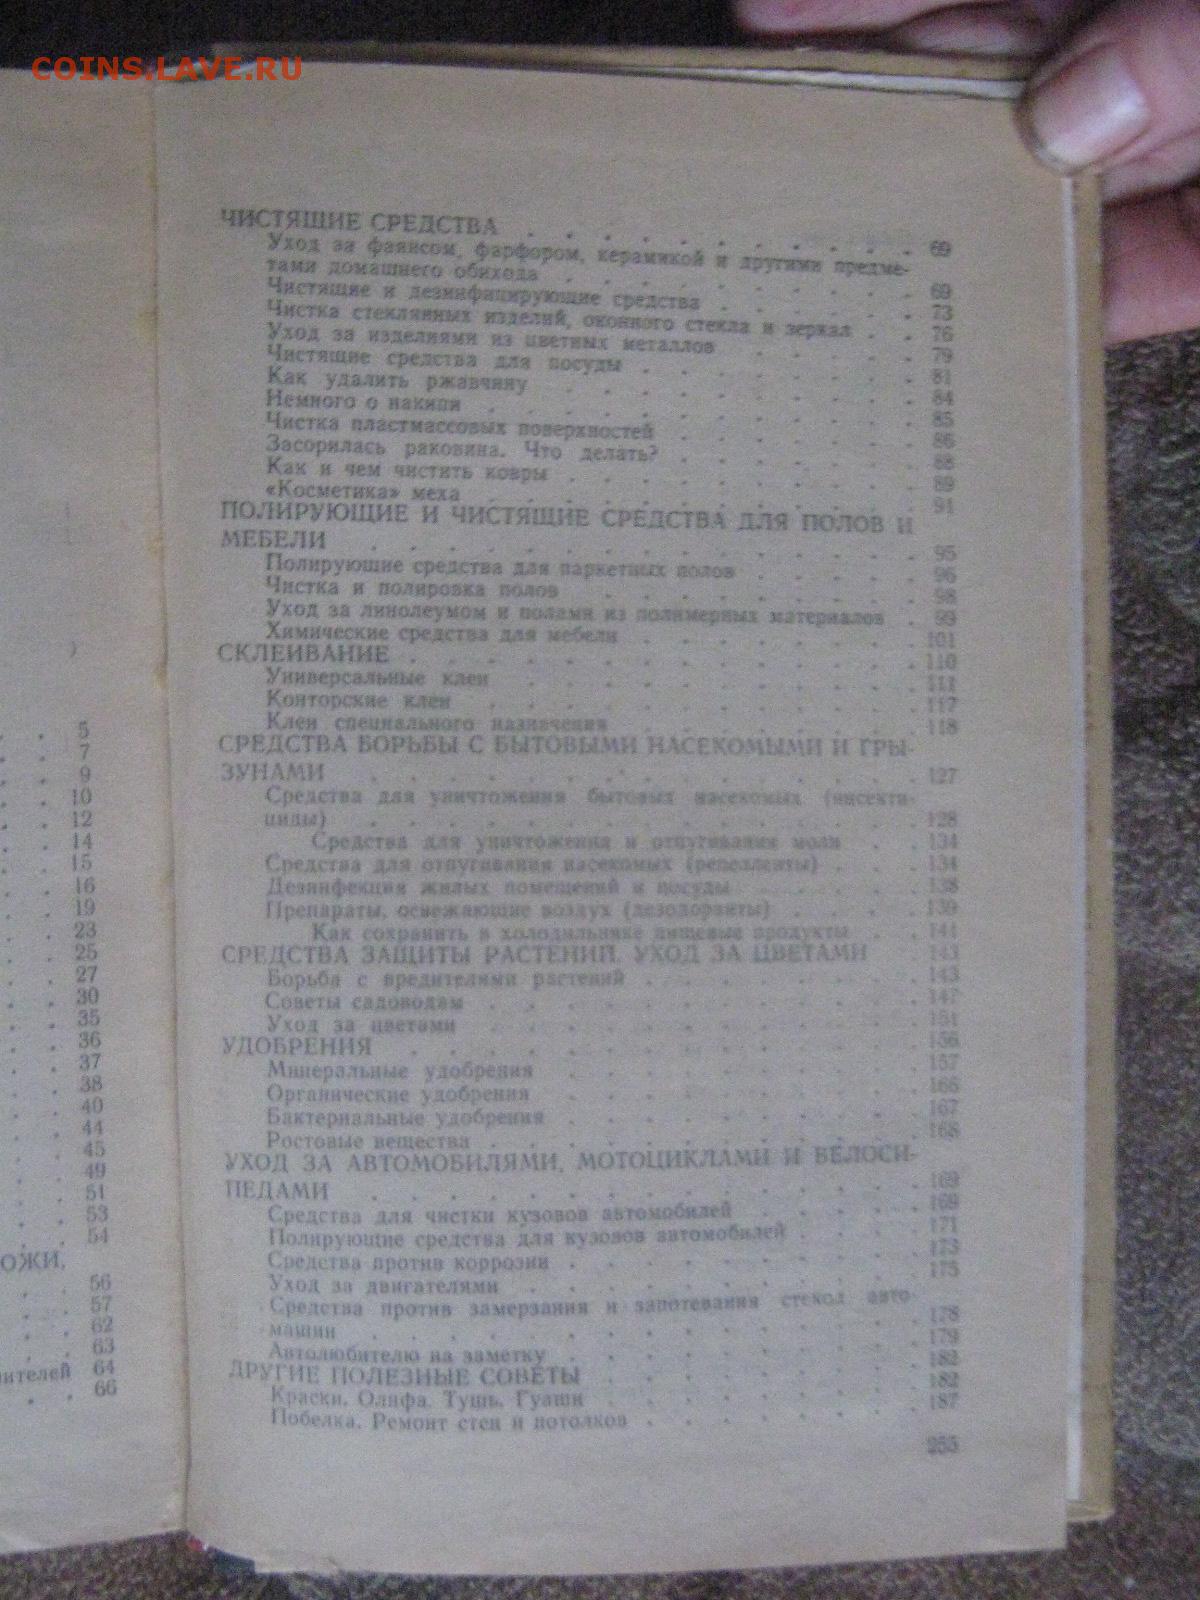 COINS.LAVE.RU
5
7
9
10
12
14
15
16
19
23
25
27
30
35
36
37
38
40
44
45
49
51
53
54
ОЖИ,
56
57
62
63
ителей 64
66
ЧИСТЯЩИЕ СРЕДСТВА . . . . . . . . . . . 69
Уход за фаянсом, фарфором, керамикой и другими предме-
тами домашнего обихода . . . . . . . . . 69
Чистящие и дезинфицирующие средства . . . . . . 73
Чистка стеклянных изделий, оконного стекла и зеркал . . 76
Уход за изделиями из цветных металлов . . . . . 79
Чистящие средства для посуды . . . . . . . . 81
Как удалить ржавчину . . . . . . . . . . 84
Немного о накипи . . . . . . . . . . . . 85
Чистка пластмассовых поверхностей . . . . . . . 86
Засорилась раковина. Что делать? . . . . . . . 88
Как и чем чистить ковры . . . . . . . . . . 89
«Косметика» меха . . . . . . . . . . . . 91
ПОЛИРУЮЩИЕ И ЧИСТЯЩИЕ СРЕДСТВА ДЛЯ ПОЛОВ И
МЕБЕЛИ . . . . . . . . . . . . . . . 95
Полирующие средства для паркетных полов . . . . . 96
Чистка и полировка полов . . . . . . . . . 98
Уход за линолеумом и полами из полимерных материалов . 99
Химические средства для мебели . . . . . . . . 101
СКЛЕИВАНИЕ . . . . . . . . . . . . . . 110
Универсальные клеи . . . . . . . . . . . 111
Конторские клеи . . . . . . . . . . . . 117
Клеи специального назначения . . . . . . . . 118
СРЕДСТВА БОРЬБЫ С БЫТОВЫМИ НАСЕКОМЫМИ И ГРЫ-
ЗУНАМИ . . . . . . . . . . . . . . . 127
Средства для уничтожения бытовых насекомых (инсекти-
циды) . . . . . . . . . . . . . . . 128
Средства для уничтожения и отпугивания моли . . 134
Средства для отпугивания насекомых (репелленты) . . . 134
Дезинфекция жилых помещений и посуды . . . . . 138
Препараты, освежающие воздух (дезодоранты) . . . . 139
Как сохранить в холодильнике пищевые продукты . . 141
СРЕДСТВА ЗАЩИТЫ РАСТЕНИЙ. УХОД ЗА ЦВЕТАМИ . 143
Борьба с вредителями растений . . . . . . . . 143
Советы садоводам . . . . . . . . . . . . 147
Уход за цветами . . . . . . . . . . . . 151
УДОБРЕНИЯ . . . . . . . . . . . . . . 156
Минеральные удобрения . . . . . . . . . . 157
Органические удобрения . . . . . . . . . . 166
Бактериальные удобрения . . . . . . . . . . 167
Ростовые вещества . . . . . . . . . . . . 168
УХОД ЗА АВТОМОБИЛЯМИ, МОТОЦИКЛАМИ И ВЕЛОСИ-
ПЕДАМИ . . . . . . . . . . . . . . . 169
Средства для чистки кузовов автомобилей . . . . . 169
Полирующие средства для кузовов автомобилей . . . . 171
Средства против коррозии . . . . . . . . . . 173
Уход за двигателями . . . . . . . . . . . 175
Средства против замерзания и запотевания стекол авто-
машин . . . . . . . . . . . . . . . 178
Автолюбителю на заметку . . . . . . . . . . 179
ДРУГИЕ ПОЛЕЗНЫЕ СОВЕТЫ . . . . . . . . . 182
Краски. Олифа. Тушь. Гуаши . . . . . . . . . 182
Побелка. Ремонт стен и потолков . . . . . . . . 187
255